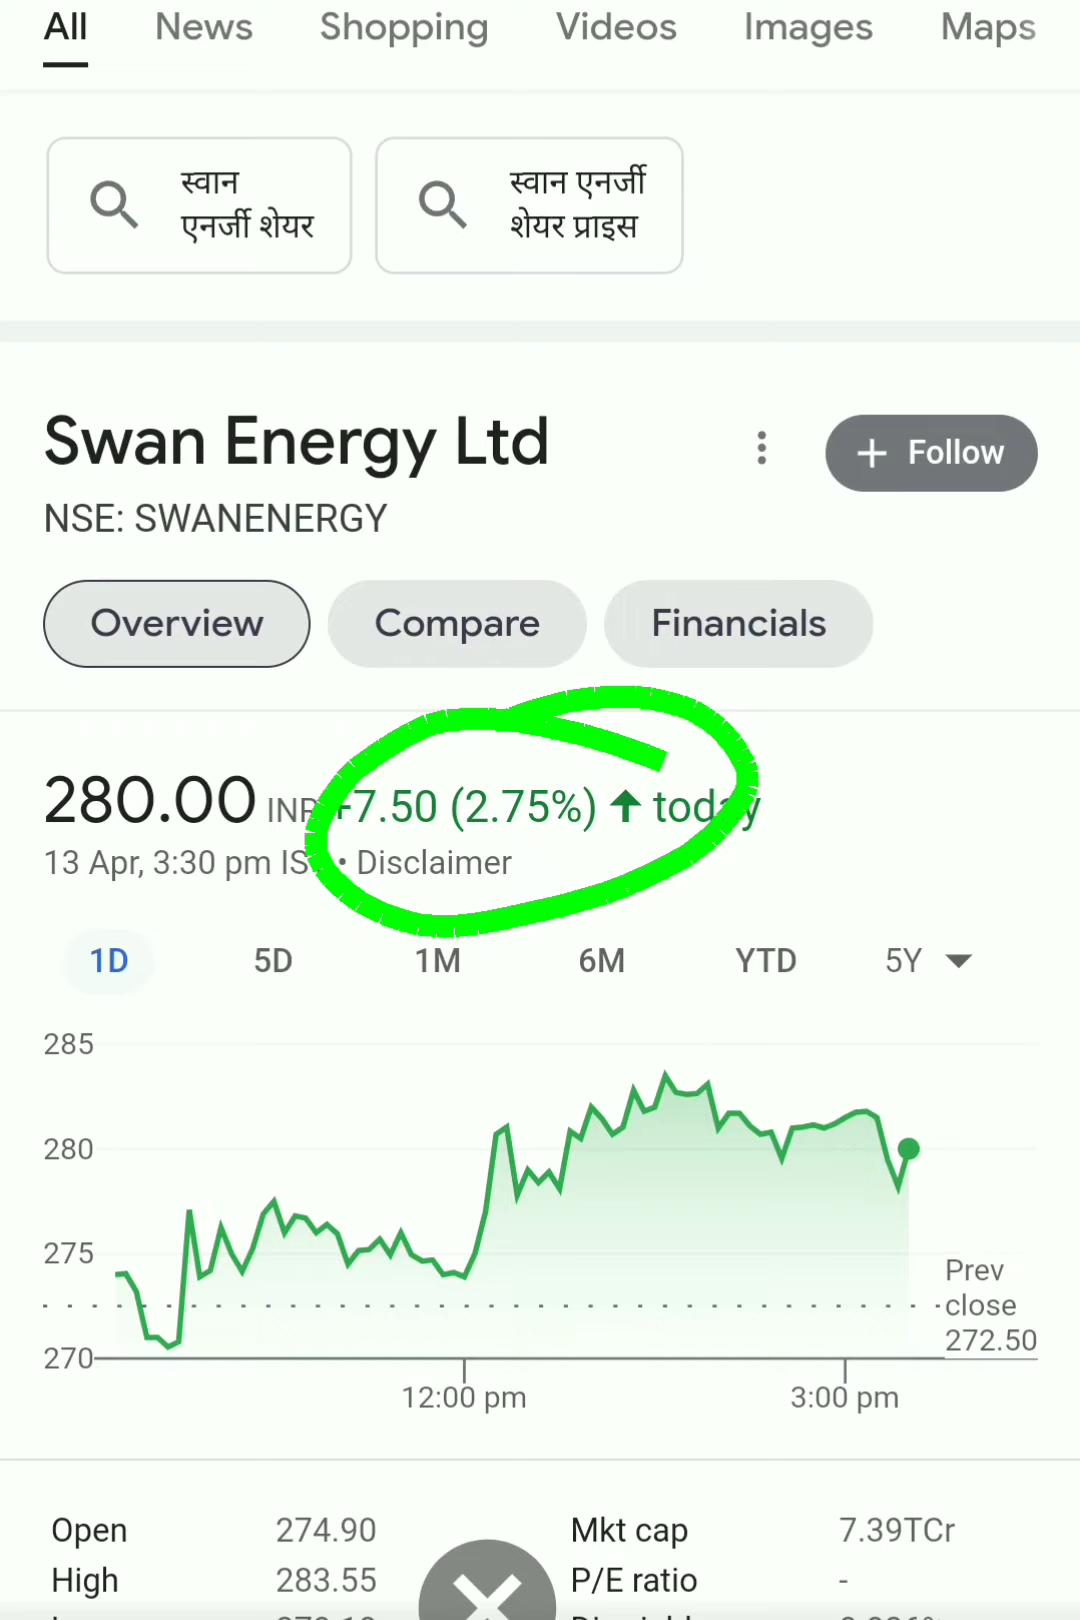 All News Shopping Videos Images Maps
स्वान
एनर्जी शेयर
स्वान एनर्जी
शेयर प्राइस
Swan Energy Ltd
+ Follow
NSE: SWANENERGY
Overview Compare Financials
280.00 INR +7.50 (2.75%) ↑ today
13 Apr, 3:30 pm • Disclaimer
1D 5D 1M 6M YTD 5Y
285
280
275
270
Prev
close
272.50
12:00 pm 3:00 pm
Open 274.90 Mkt cap 7.39TCr
High 283.55 P/E ratio -